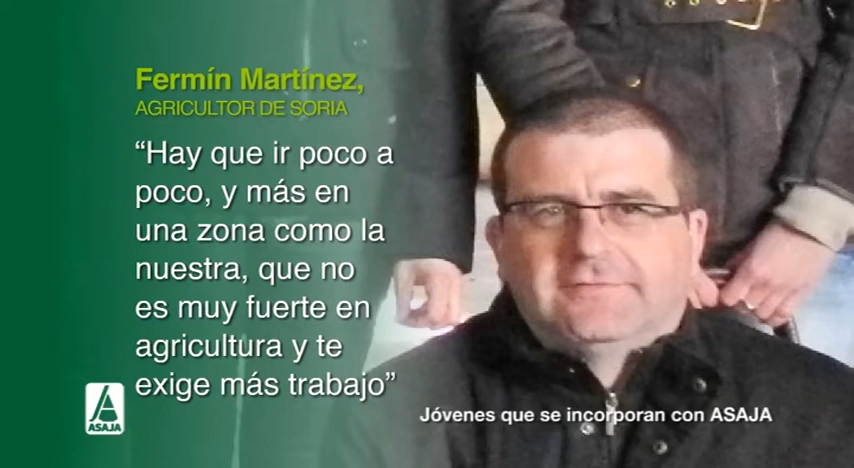 Fermín Martínez,
AGRICULTOR DE SORIA
“Hay que ir poco a
poco, y más en
una zona como la
nuestra, que no
es muy fuerte en
agricultura y te
exige más trabajo”
ASAJA
Jóvenes que se incorporan con ASAJA